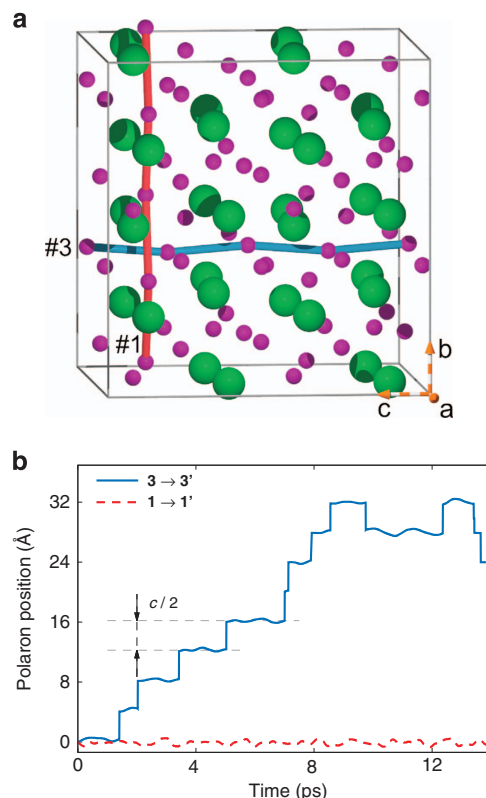 a
#3
#1
b
c
a
b
3 → 3'
1 → 1'
32
24
16
8
0
c / 2
Polaron position (Å)
0
4
8
12
Time (ps)